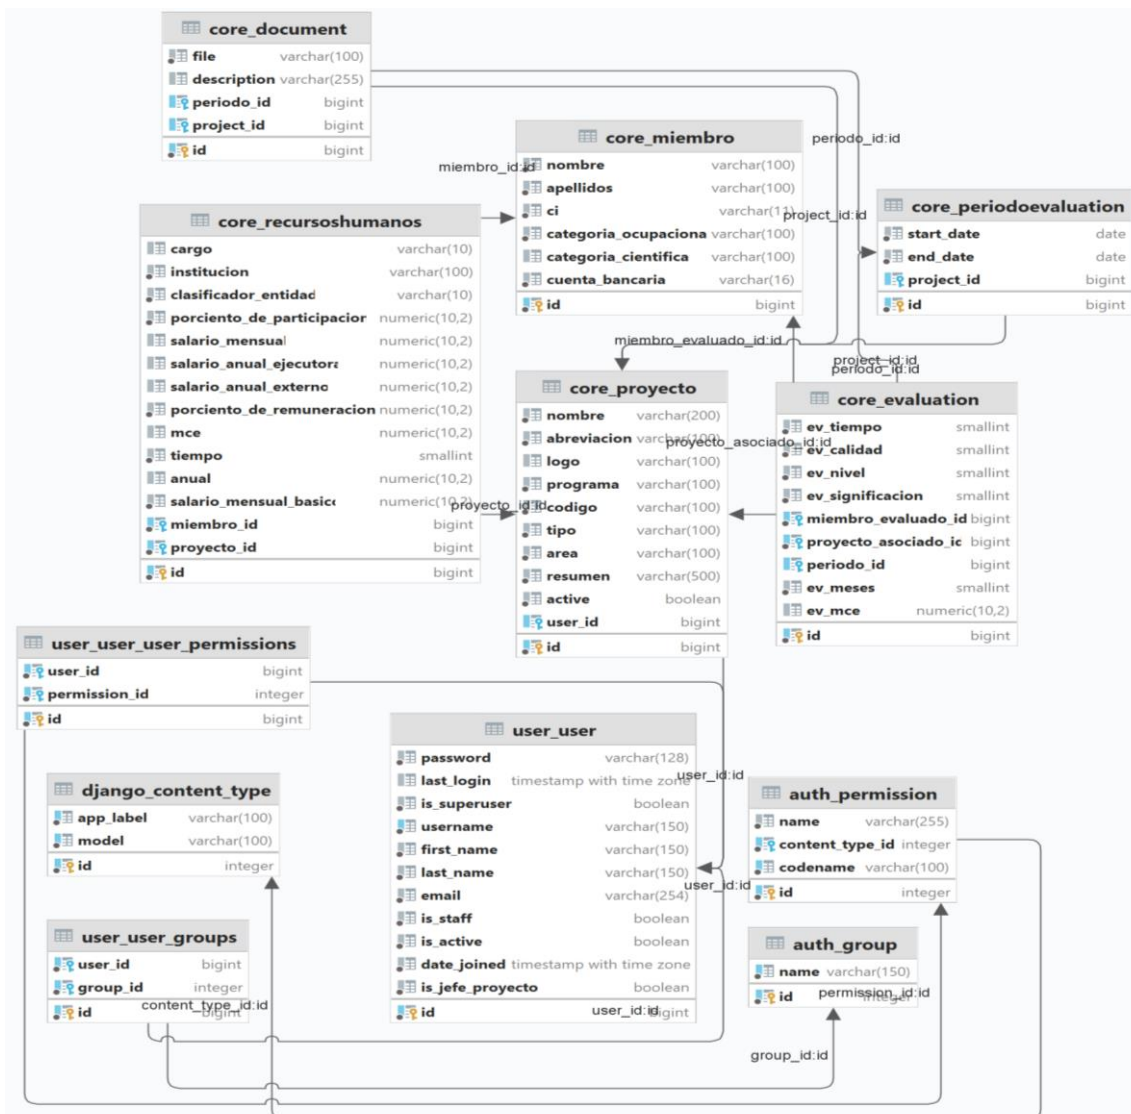 core_document
file varchar(100)
description varchar(255)
periodo_id bigint
project_id bigint
id bigint
core_miembro
nombre varchar(100)
apellidos varchar(100)
ci varchar(11)
categoria_ocupaciona varchar(100)
categoria_cientifica varchar(100)
cuenta_bancaria varchar(16)
id bigint
periodo_id:id
miembro_id:id
project_id:id
core_periodoevaluation
start_date date
end_date date
project_id bigint
id bigint
core_recursoshumanos
cargo varchar(10)
institucion varchar(100)
clasificador_entidad varchar(10)
porciento_de_participacion numeric(10,2)
salario_mensual numeric(10,2)
salario_anual_ejecutora numeric(10,2)
salario_anual_externo numeric(10,2)
porciento_de_remuneracion numeric(10,2)
mce numeric(10,2)
tiempo smallint
anual numeric(10,2)
salario_mensual_basico numeric(10,2)
miembro_id bigint
proyecto_id bigint
id bigint
miembro_evaluado_id:id
project_id:id
periodo_id:id
core_proyecto
nombre varchar(200)
abreviacion varchar(100)
logo varchar(100)
programa varchar(100)
codigo varchar(100)
tipo varchar(100)
area varchar(100)
resumen varchar(500)
active boolean
user_id bigint
id bigint
proyecto_asociado_id:id
proyecto_id:id
core_evaluation
ev_tiempo smallint
ev_calidad smallint
ev_nivel smallint
ev_significacion smallint
miembro_evaluado_id bigint
proyecto_asociado_id bigint
periodo_id bigint
ev_meses smallint
ev_mce numeric(10,2)
id bigint
user_user_user_permissions
user_id bigint
permission_id integer
id bigint
user_user
password varchar(128)
last_login timestamp with time zone
is_superuser boolean
username varchar(150)
first_name varchar(150)
last_name varchar(150)
email varchar(254)
is_staff boolean
is_active boolean
date_joined timestamp with time zone
is_jefe_proyecto boolean
id bigint
user_id:id
user_id:id
user_id:id
django_content_type
app_label varchar(100)
model varchar(100)
id integer
auth_permission
name varchar(255)
content_type_id integer
codename varchar(100)
id integer
user_user_groups
user_id bigint
group_id integer
id bigint
content_type_id:id
auth_group
name varchar(150)
id integer
permission_id:id
group_id:id